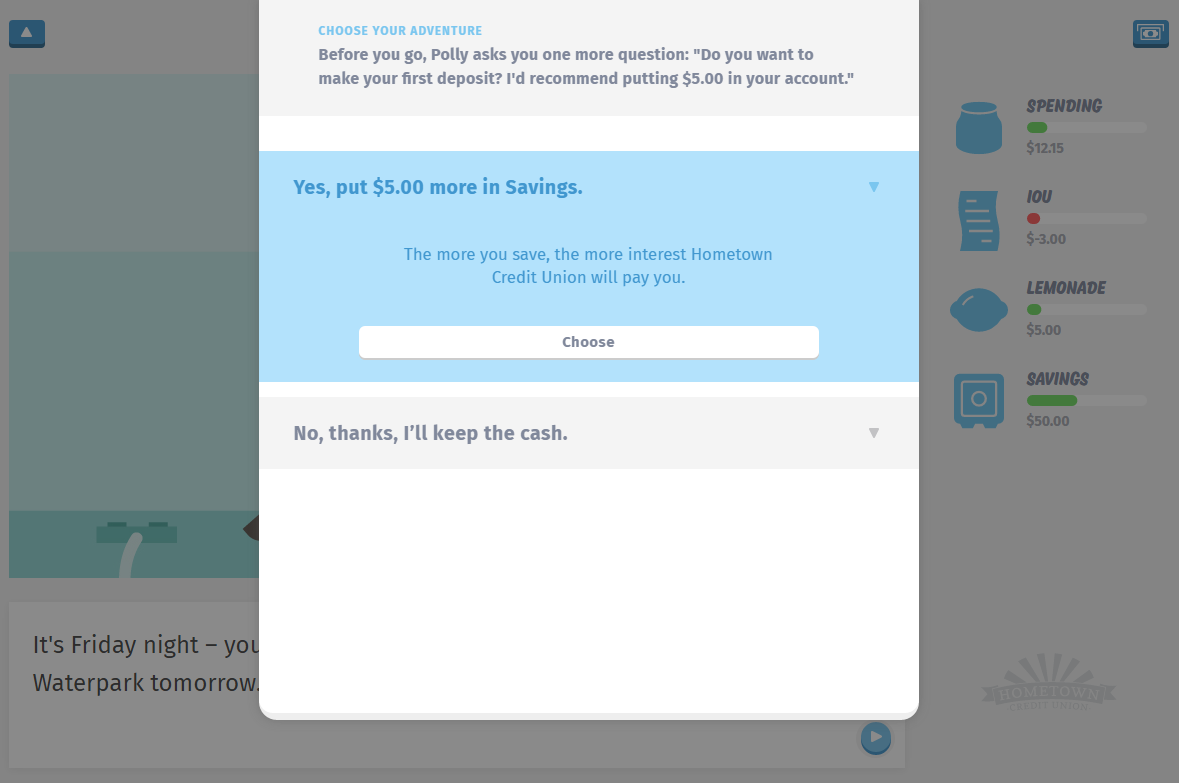 CHOOSE YOUR ADVENTURE
Before you go, Polly asks you one more question: "Do you want to
make your first deposit? I'd recommend putting $5.00 in your account."
Yes, put $5.00 more in Savings.
The more you save, the more interest Hometown
Credit Union will pay you.
Choose
No, thanks, I’ll keep the cash.
SPENDING
$12.15
IOU
$-3.00
LEMONADE
$5.00
SAVINGS
$50.00
It's Friday night – you
Waterpark tomorrow.
HOMETOWN
CREDIT UNION